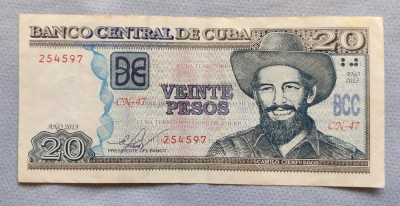 BANCO CENTRAL DE CUBA
20
254597
AÑO
2013
VEINTE
PESOS
CN-47
BCC
CN-47
AÑO 2013
254597
20
PRESIDENTE DEL BANCO
CAMILO CIENFUEGOS